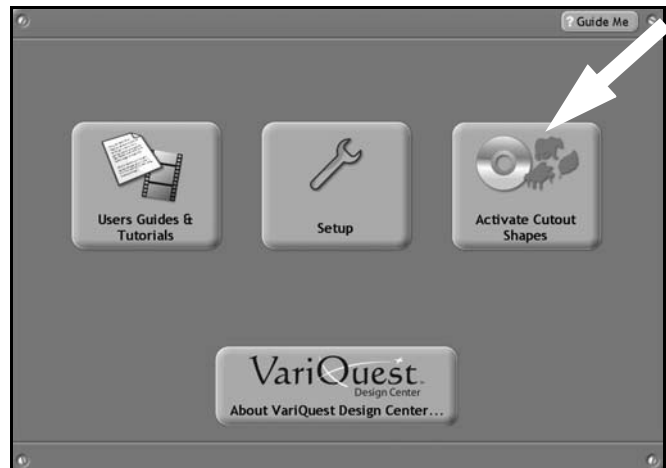 ? Guide Me
Users Guides &
Tutorials
Setup
Activate Cutout
Shapes
VariQuest
Design Center
About VariQuest Design Center...